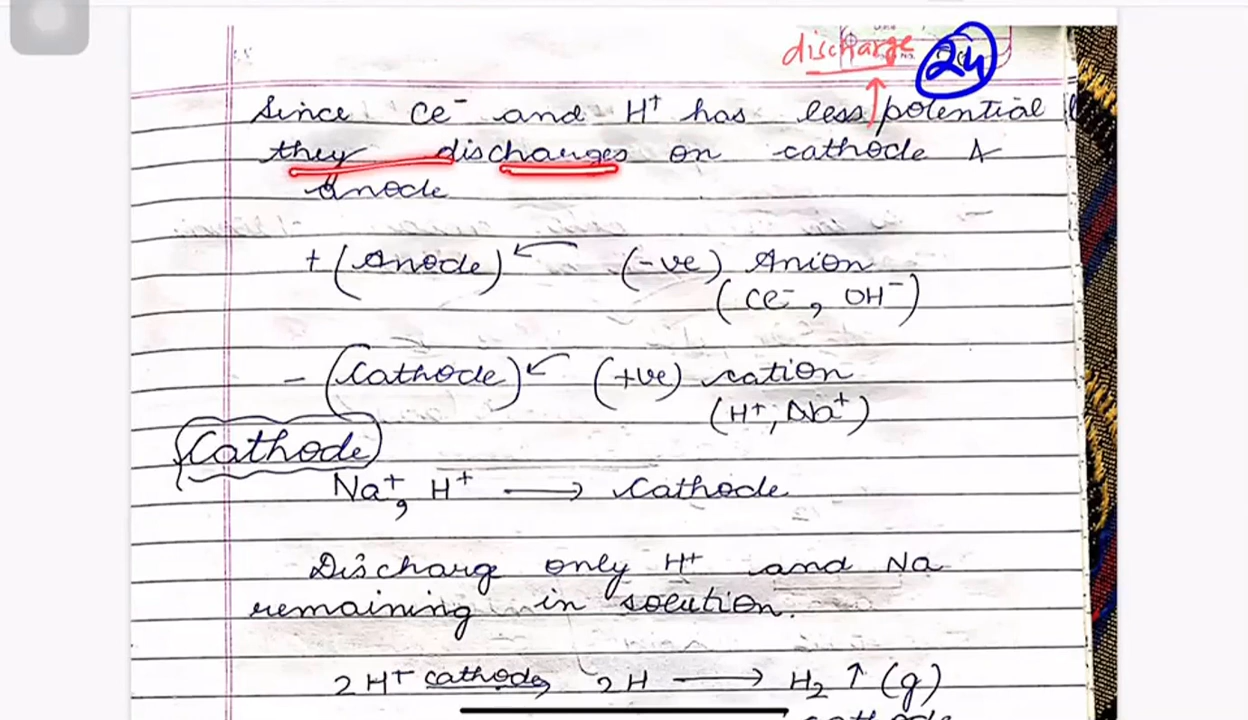 discharge 24
Since Cl⁻ and H⁺ has less potential
they discharges on cathode &
Anode
+ (Anode) ← (-ve) Anion
(Cl⁻, OH⁻)
- (Cathode) ← (+ve) cation
(H⁺, Na⁺)
Cathode
Na⁺, H⁺ ⟶ Cathode
Discharg only H⁺ and Na
remaining in solution.
2H⁺ cathode 2H ⟶ H₂ ↑ (g)
cathode